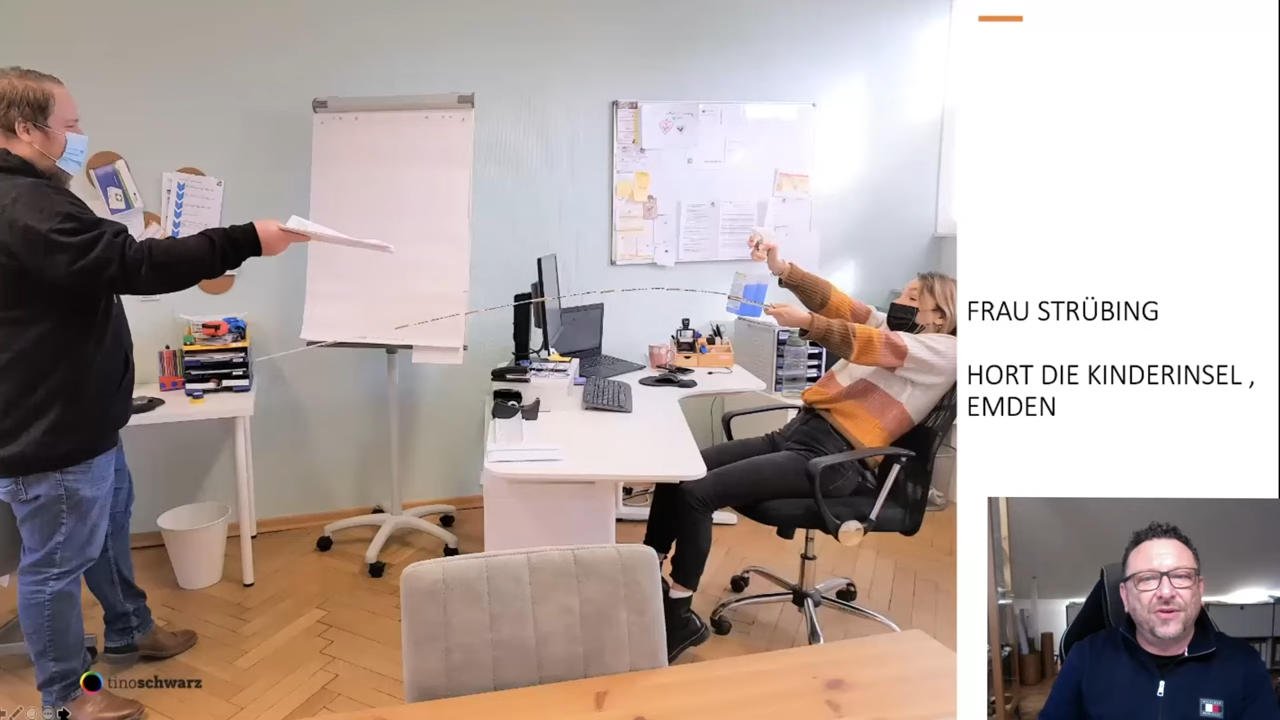 FRAU STRÜBING
HORT DIE KINDERINSEL ,
EMDEN
tinoschwarz